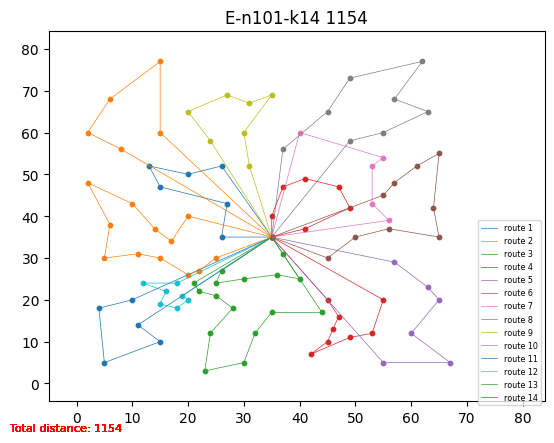 E-n101-k14 1154
80
70
60
50
40
30
20
10
0
0 10 20 30 40 50 60 70 80
route 1
route 2
route 3
route 4
route 5
route 6
route 7
route 8
route 9
route 10
route 11
route 12
route 13
route 14
Total distance: 1154